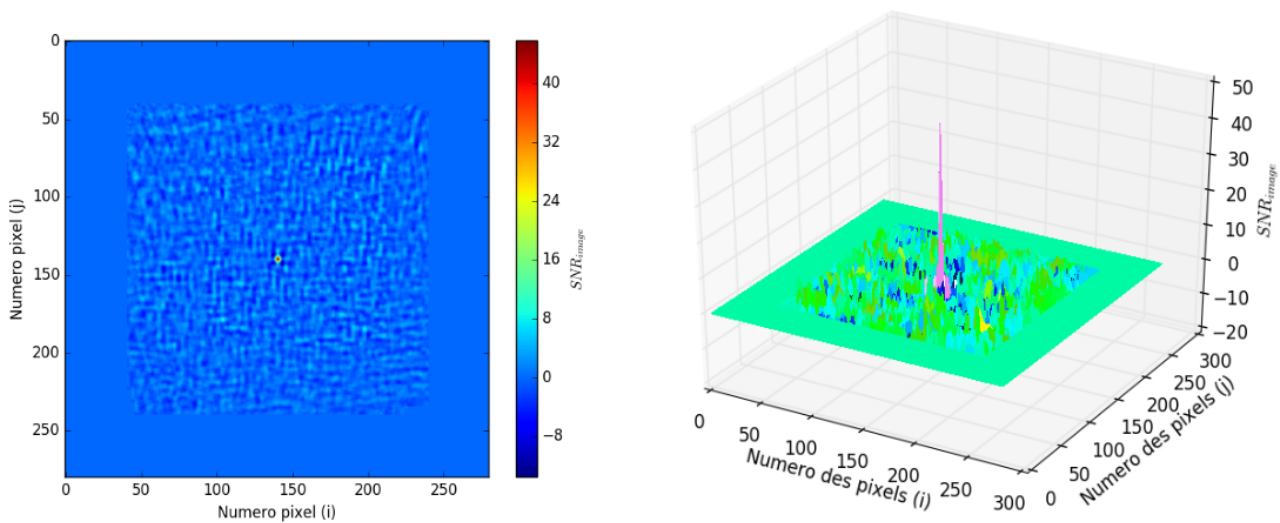 0
50
100
150
200
250
Numero pixel (j)
0 50 100 150 200 250
Numero pixel (i)
40
32
24
16
8
0
−8
SNR_image
50
40
30
20
10
0
−10
−20
SNR_image
0 50 100 150 200 250 300
Numero des pixels (i)
0 50 100 150 200 250 300
Numero des pixels (j)